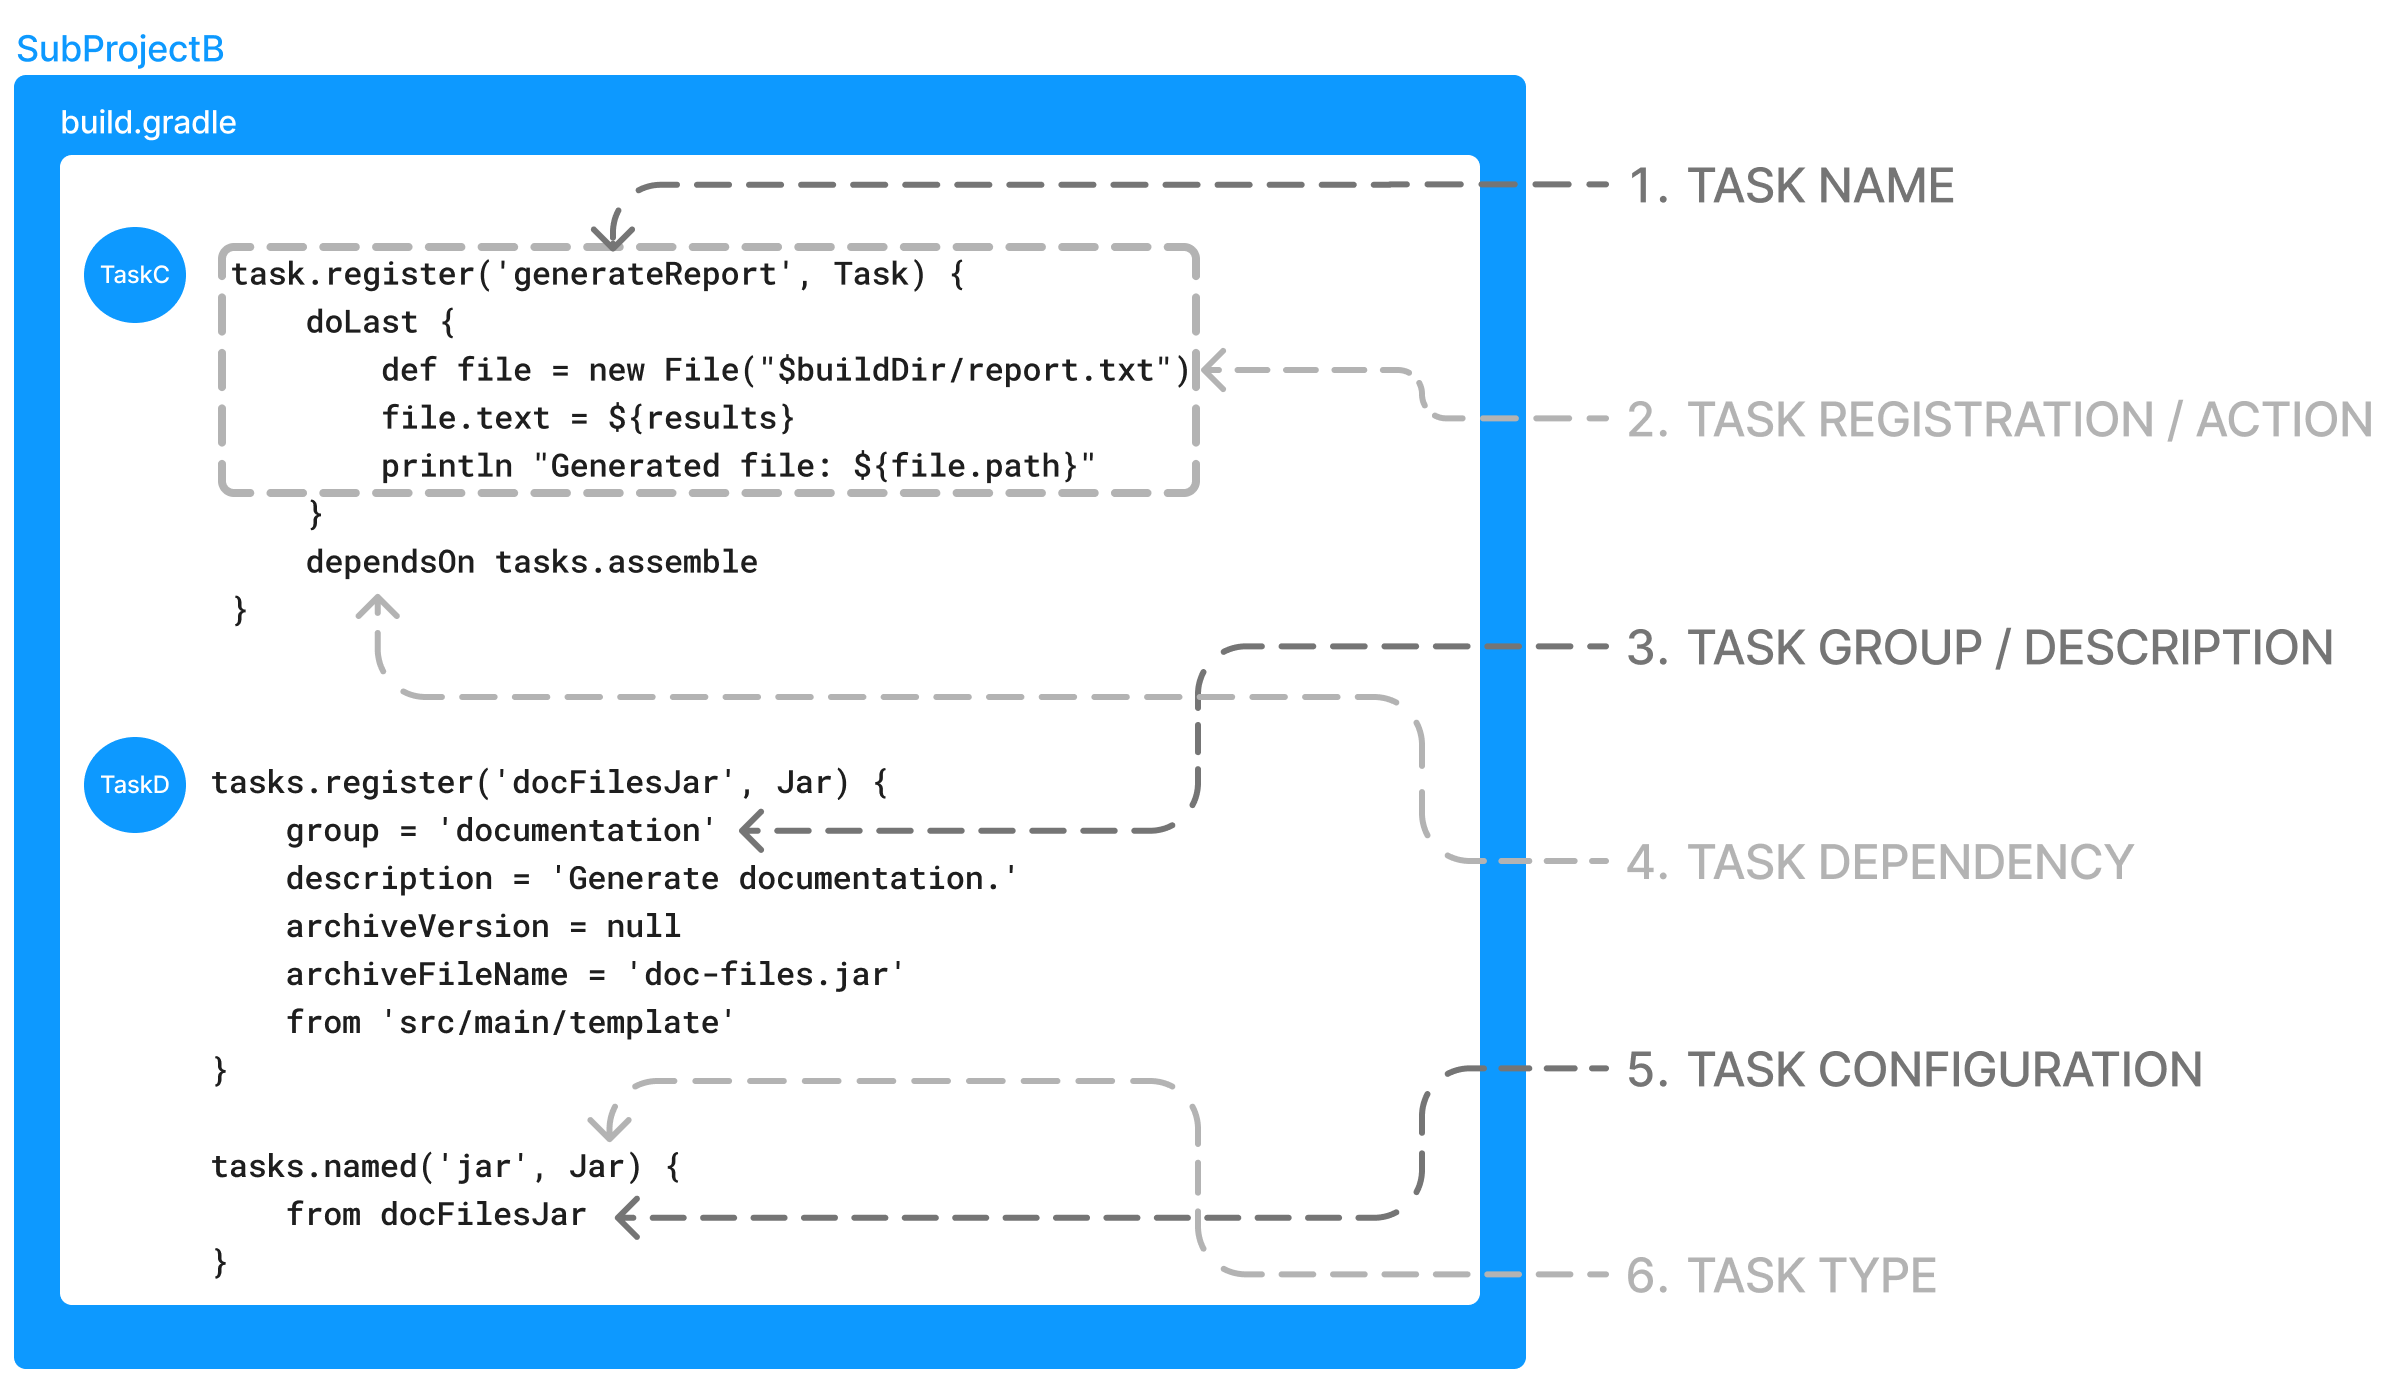 SubProjectB
build.gradle
1. TASK NAME
TaskC
task.register('generateReport', Task) {
doLast {
def file = new File("$buildDir/report.txt")
file.text = ${results}
println "Generated file: ${file.path}"
}
dependsOn tasks.assemble
}
2. TASK REGISTRATION / ACTION
3. TASK GROUP / DESCRIPTION
TaskD
tasks.register('docFilesJar', Jar) {
group = 'documentation'
description = 'Generate documentation.'
archiveVersion = null
archiveFileName = 'doc-files.jar'
from 'src/main/template'
}
4. TASK DEPENDENCY
5. TASK CONFIGURATION
tasks.named('jar', Jar) {
from docFilesJar
}
6. TASK TYPE